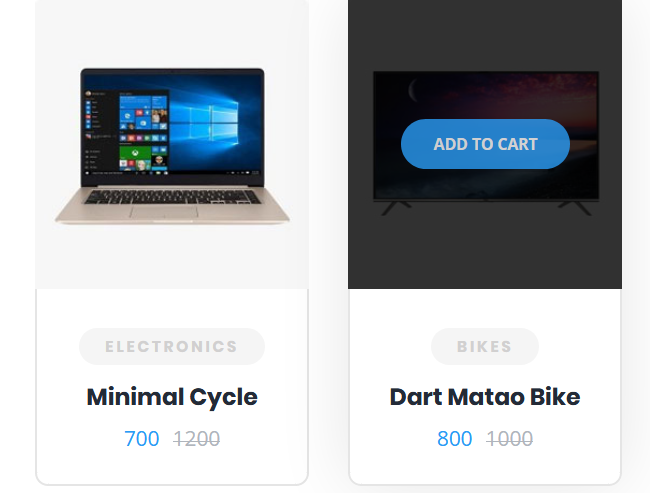 ADD TO CART
ELECTRONICS
BIKES
Minimal Cycle
Dart Matao Bike
700 1200
800 1000